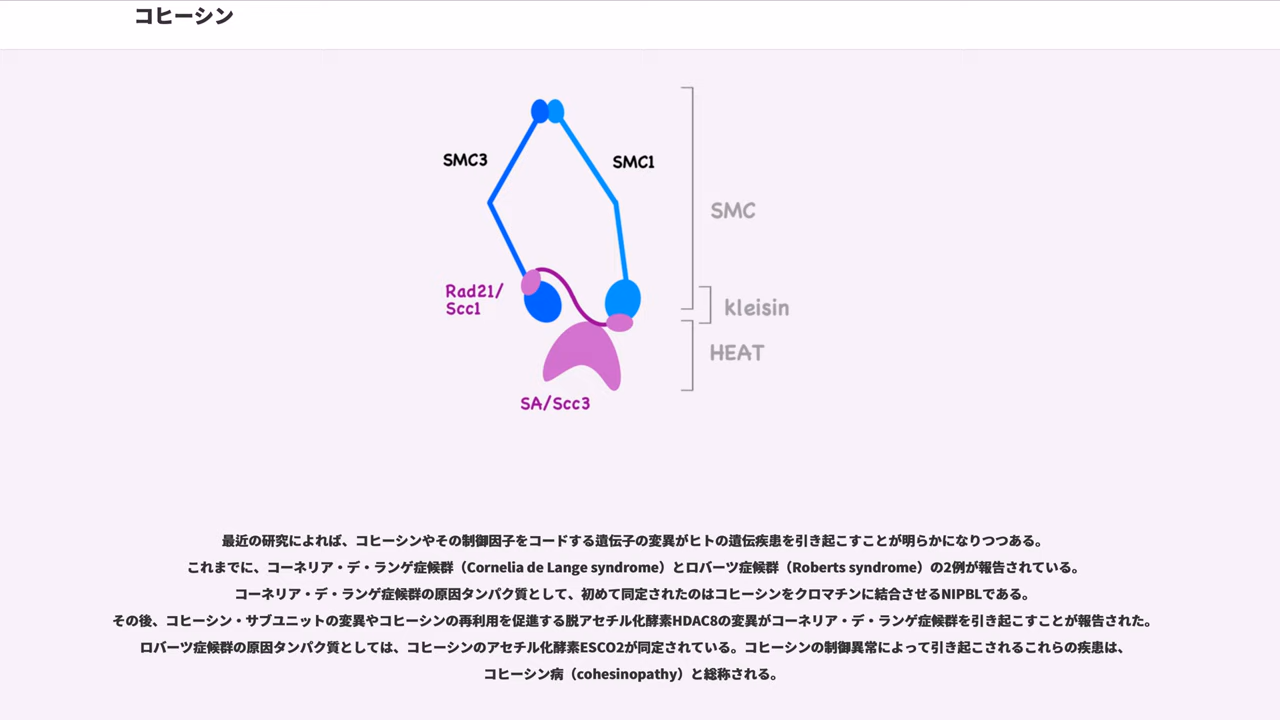 コヒーシン
SMC3
SMC1
SMC
Rad21/
Scc1
kleisin
HEAT
SA/Scc3
最近の研究によれば、コヒーシンやその制御因子をコードする遺伝子の変異がヒトの遺伝疾患を引き起こすことが明らかになりつつある。
これまでに、コーネリア・デ・ランゲ症候群（Cornelia de Lange syndrome）とロバーツ症候群（Roberts syndrome）の2例が報告されている。
コーネリア・デ・ランゲ症候群の原因タンパク質として、初めて同定されたのはコヒーシンをクロマチンに結合させるNIPBLである。
その後、コヒーシン・サブユニットの変異やコヒーシンの再利用を促進する脱アセチル化酵素HDAC8の変異がコーネリア・デ・ランゲ症候群を引き起こすことが報告された。
ロバーツ症候群の原因タンパク質としては、コヒーシンのアセチル化酵素ESCO2が同定されている。コヒーシンの制御異常によって引き起こされるこれらの疾患は、
コヒーシン病（cohesinopathy）と総称される。